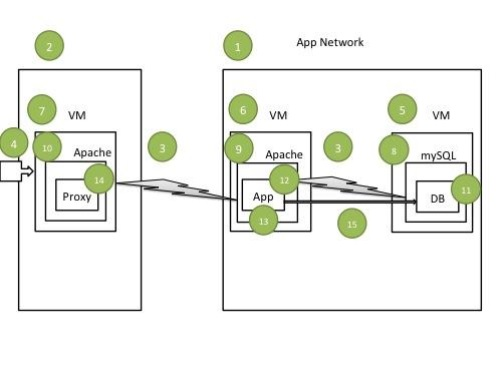 2
1
App Network
7
VM
6
VM
5
VM
4
10
Apache
3
9
Apache
3
8
mySQL
14
Proxy
12
App
11
DB
13
15